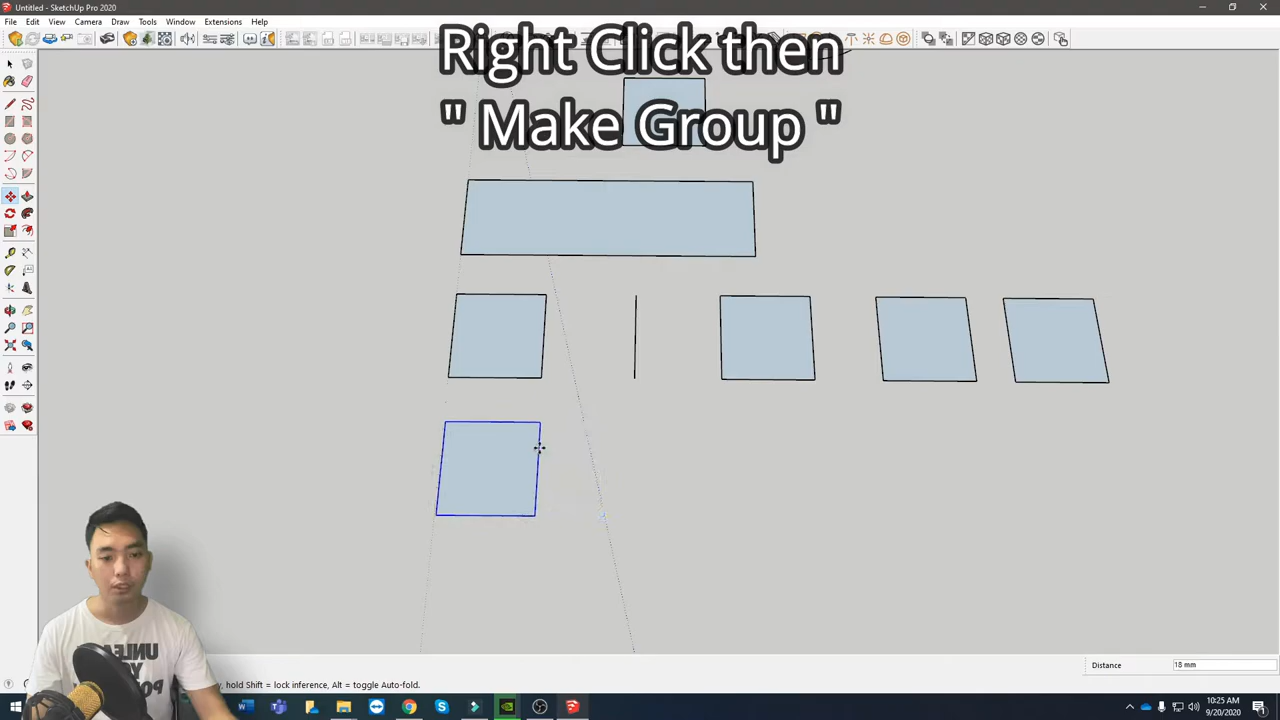 Untitled - SketchUp Pro 2020
File Edit View Camera Draw Tools Window Extensions Help
Right Click then
" Make Group "
Distance 18 mm
, hold Shift = lock inference, Alt = toggle Auto-fold.
10:25 AM
9/20/2020